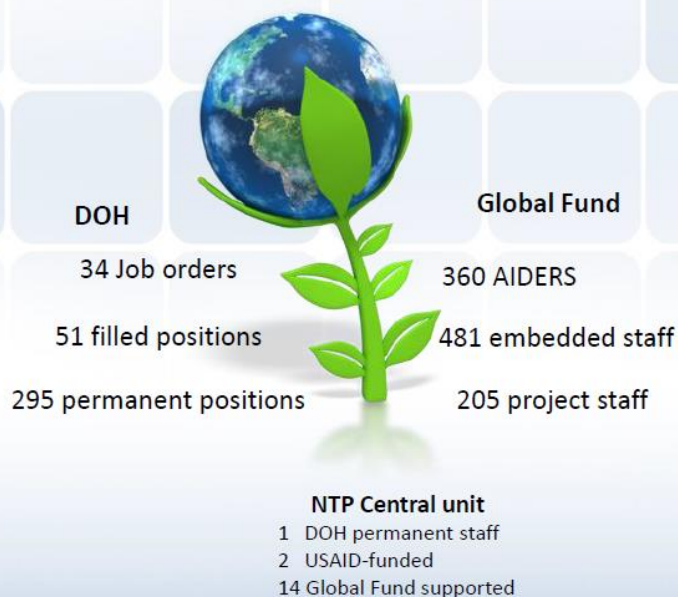 DOH
34 Job orders
51 filled positions
295 permanent positions
Global Fund
360 AIDERS
481 embedded staff
205 project staff
NTP Central unit
1 DOH permanent staff
2 USAID-funded
14 Global Fund supported